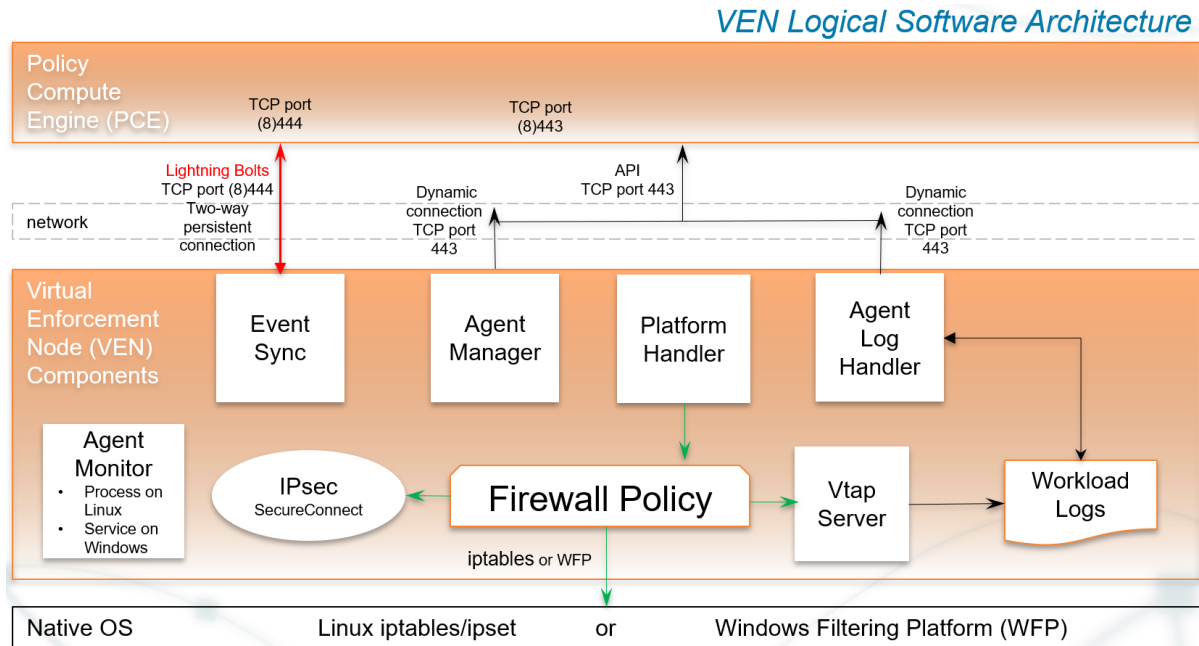 VEN Logical Software Architecture
Policy
Compute
Engine (PCE)
TCP port
(8)444
TCP port
(8)443
Lightning Bolts
TCP port (8)444
Two-way
persistent
connection
API
TCP port 443
Dynamic
connection
TCP port
443
Dynamic
connection
TCP port
443
network
Virtual
Enforcement
Node (VEN)
Components
Event
Sync
Agent
Manager
Platform
Handler
Agent
Log
Handler
Agent
Monitor
• Process on
Linux
• Service on
Windows
IPsec
SecureConnect
Firewall Policy
Vtap
Server
Workload
Logs
iptables or WFP
Native OS
Linux iptables/ipset
or
Windows Filtering Platform (WFP)